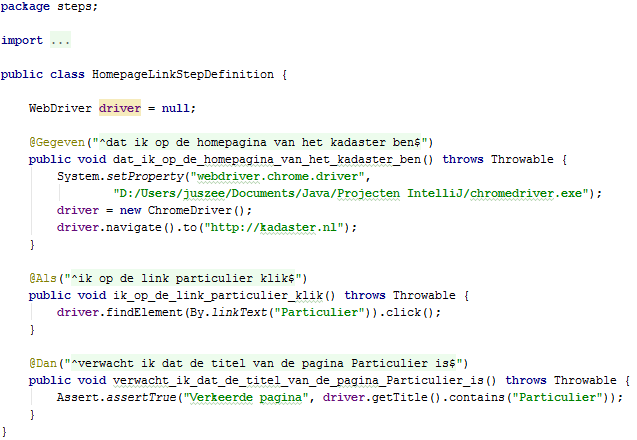 package steps;
import ...
public class HomepageLinkStepDefinition {
WebDriver driver = null;
@Gegeven("^dat ik op de homepagina van het kadaster ben$")
public void dat_ik_op_de_homepagina_van_het_kadaster_ben() throws Throwable {
System.setProperty("webdriver.chrome.driver",
"D:/Users/juszee/Documents/Java/Projecten IntelliJ/chromedriver.exe");
driver = new ChromeDriver();
driver.navigate().to("http://kadaster.nl");
}
@Als("^ik op de link particulier klik$")
public void ik_op_de_link_particulier_klik() throws Throwable {
driver.findElement(By.linkText("Particulier")).click();
}
@Dan("^verwacht ik dat de titel van de pagina Particulier is$")
public void verwacht_ik_dat_de_titel_van_de_pagina_Particulier_is() throws Throwable {
Assert.assertTrue("Verkeerde pagina", driver.getTitle().contains("Particulier"));
}
}